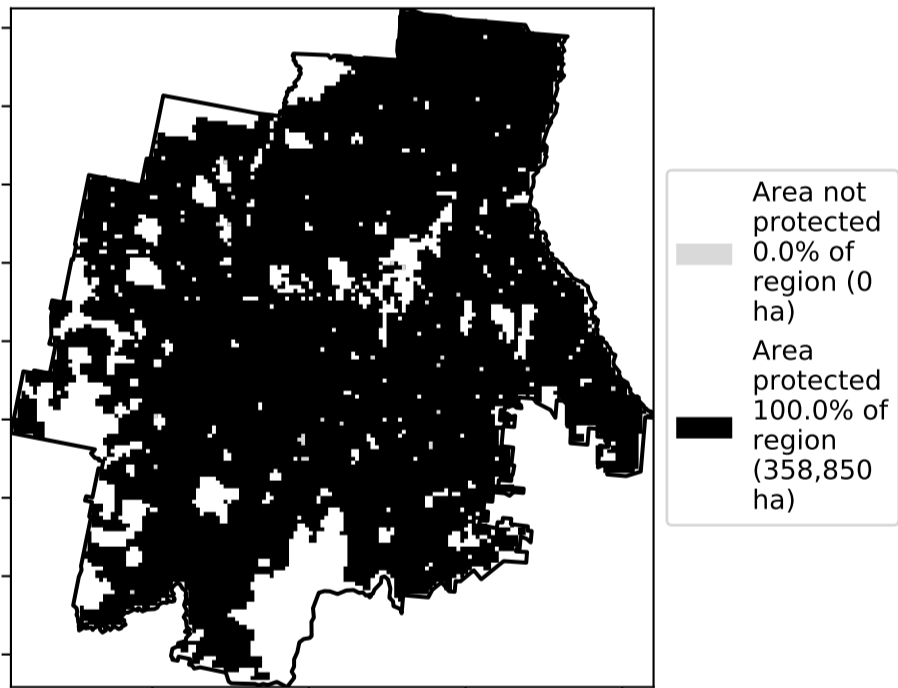 Area not
protected
0.0% of
region (0
ha)
Area
protected
100.0% of
region
(358,850
ha)